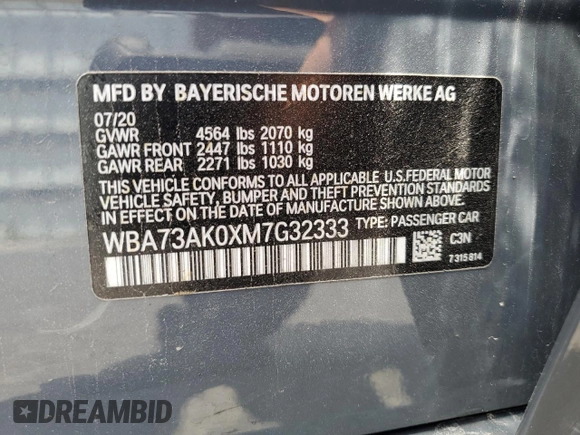 MFD BY BAYERISCHE MOTOREN WERKE AG
07/20
GVWR 4564 lbs 2070 kg
GAWR FRONT 2447 lbs 1110 kg
GAWR REAR 2271 lbs 1030 kg
THIS VEHICLE CONFORMS TO ALL APPLICABLE U.S.FEDERAL MOTOR
VEHICLE SAFETY, BUMPER AND THEFT PREVENTION STANDARDS
IN EFFECT ON THE DATE OF MANUFACTURE SHOWN ABOVE.
WBA73AK0XM7G32333 TYPE: PASSENGER CAR
C3N
7315814
DREAMBID